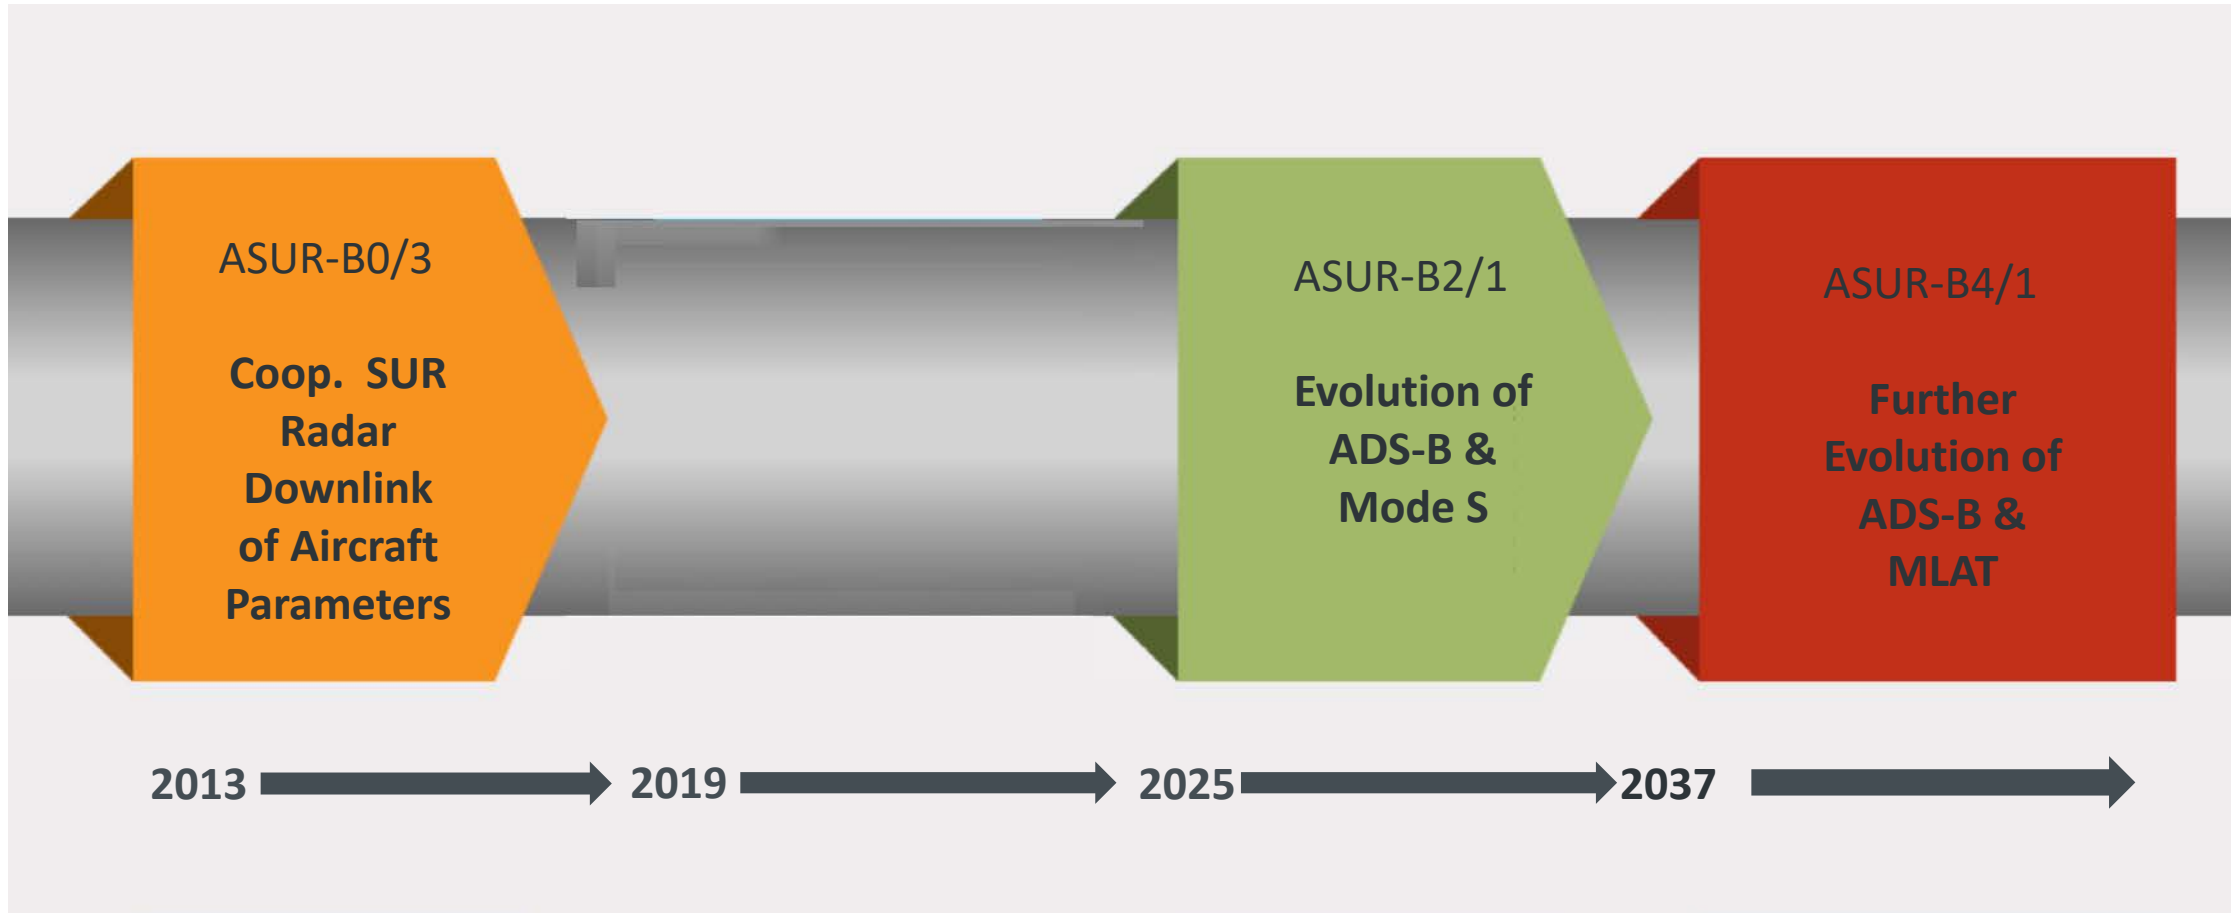 ASUR-B0/3
Coop. SUR
Radar
Downlink
of Aircraft
Parameters
ASUR-B2/1
Evolution of
ADS-B &
Mode S
ASUR-B4/1
Further
Evolution of
ADS-B &
MLAT
2013 2019 2025 2037